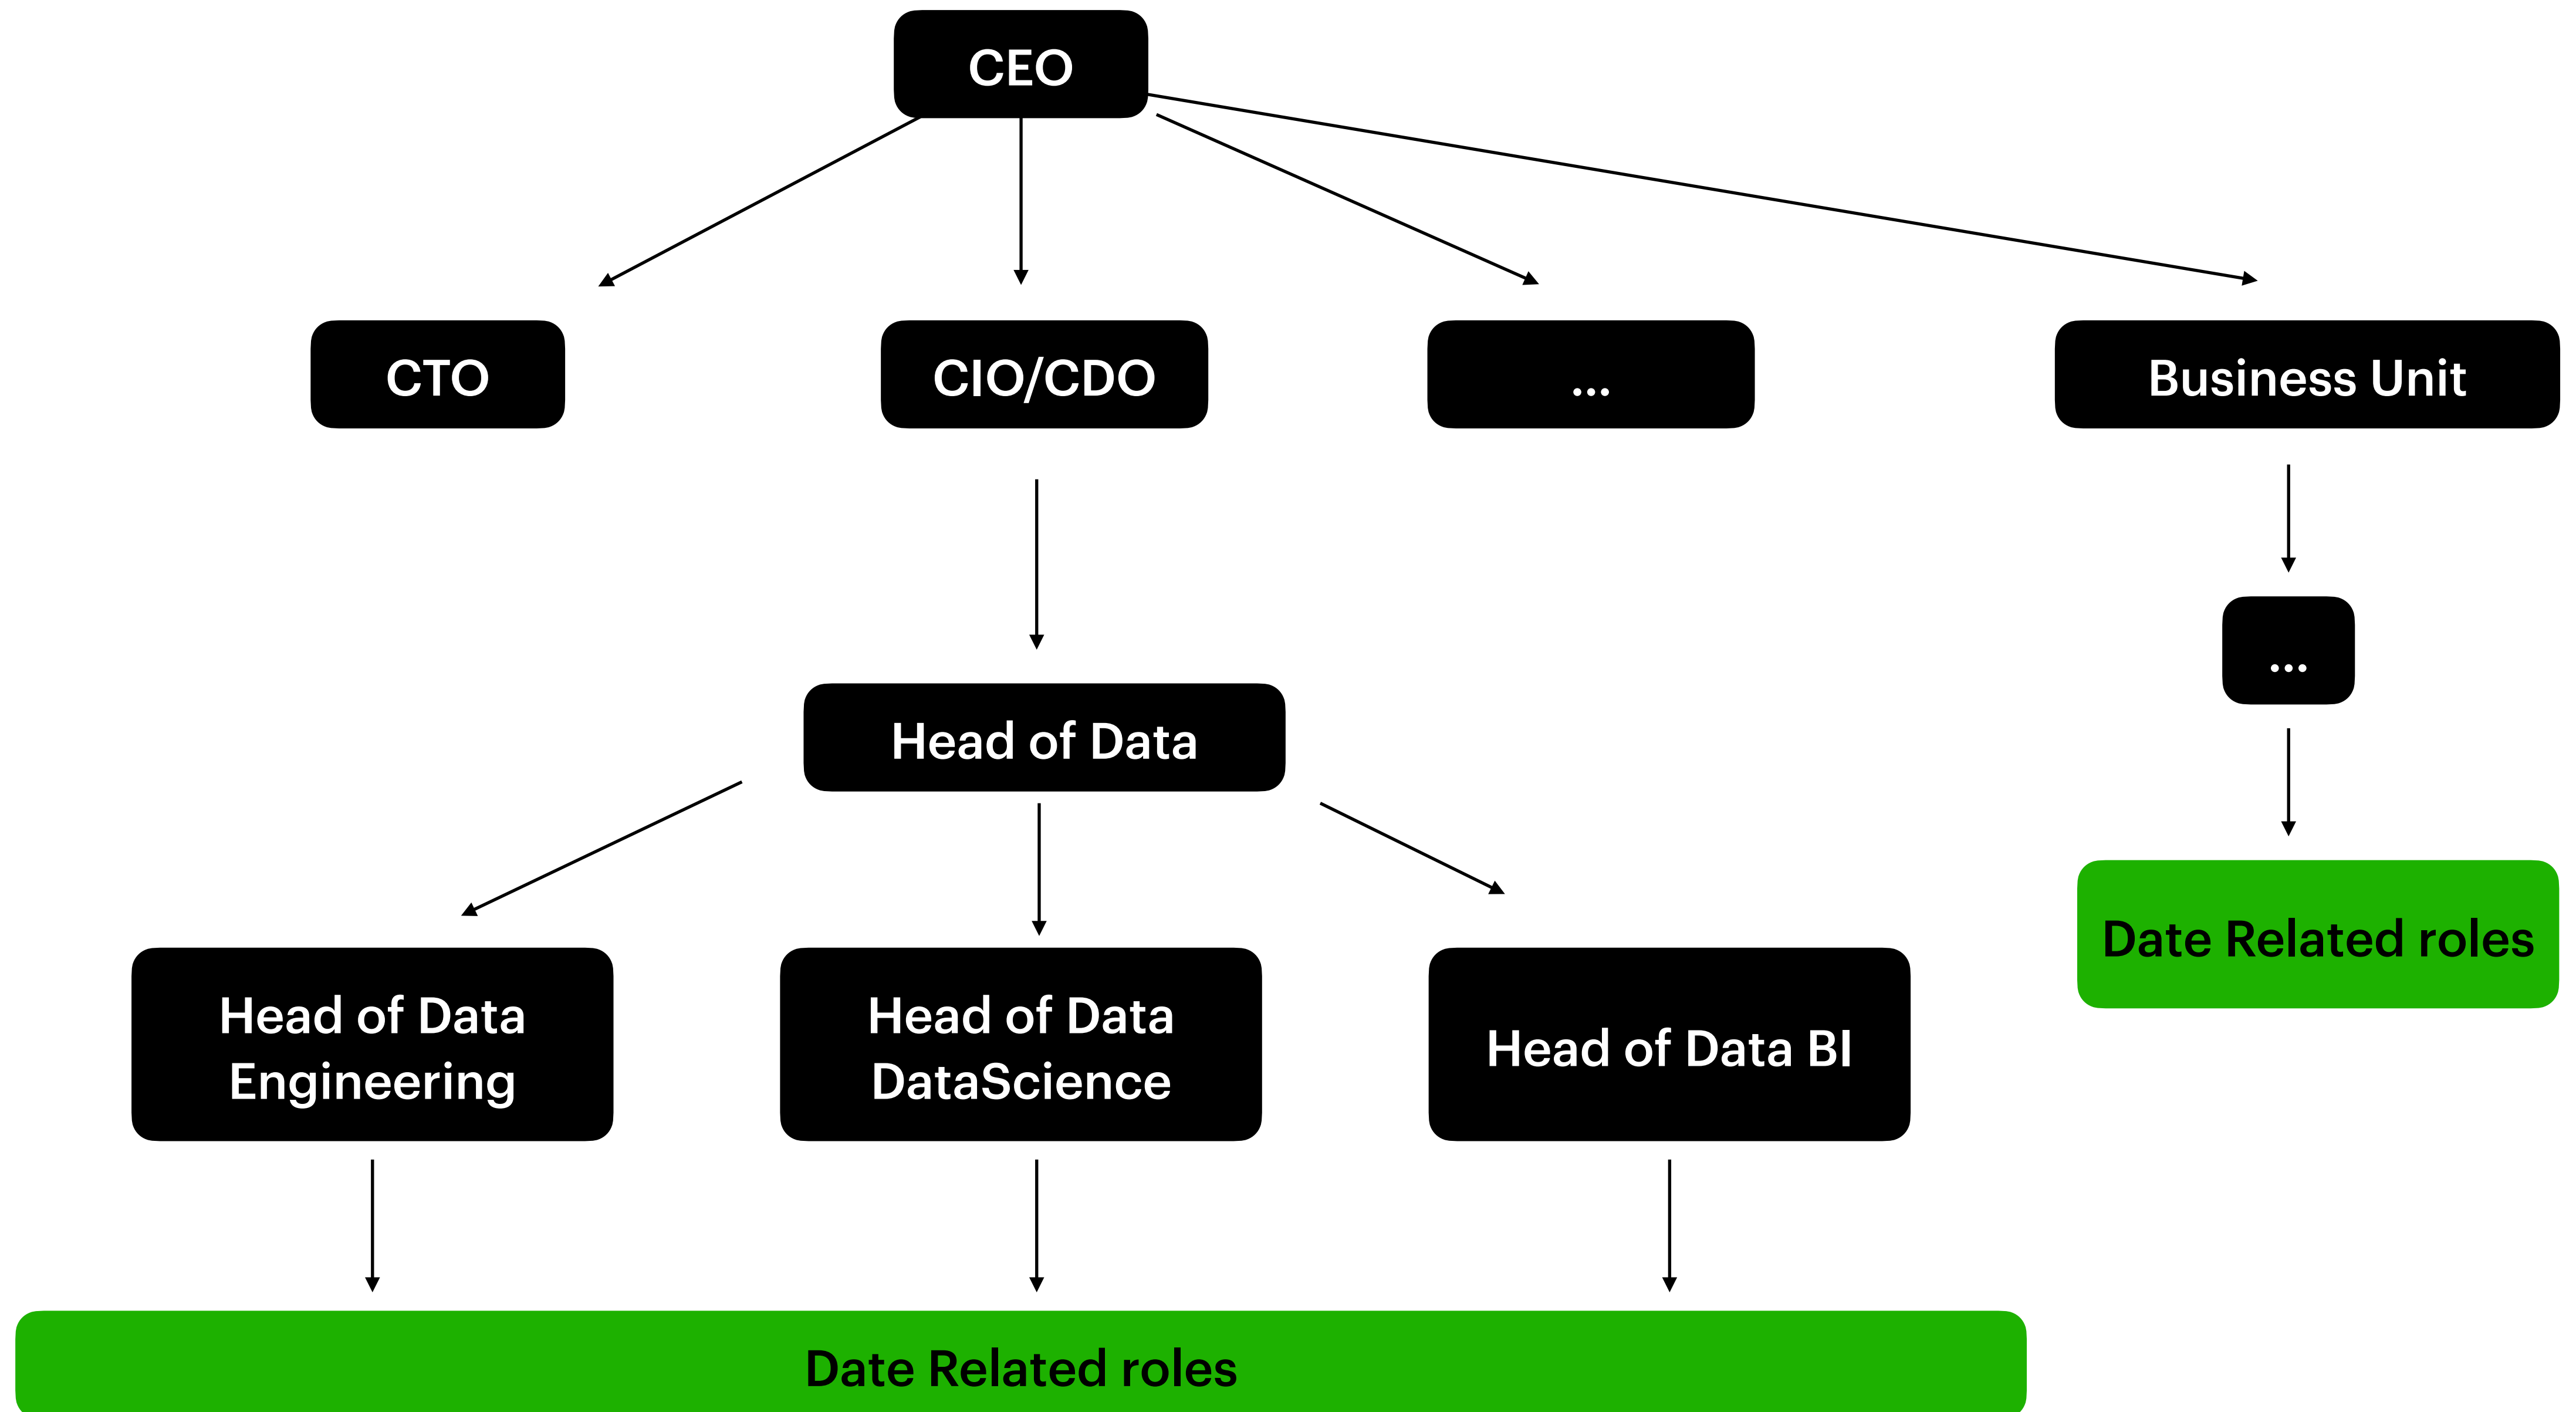 CEO
CTO
CIO/CDO
...
Business Unit
...
Head of Data
Date Related roles
Head of Data
Engineering
Head of Data
DataScience
Head of Data BI
Date Related roles